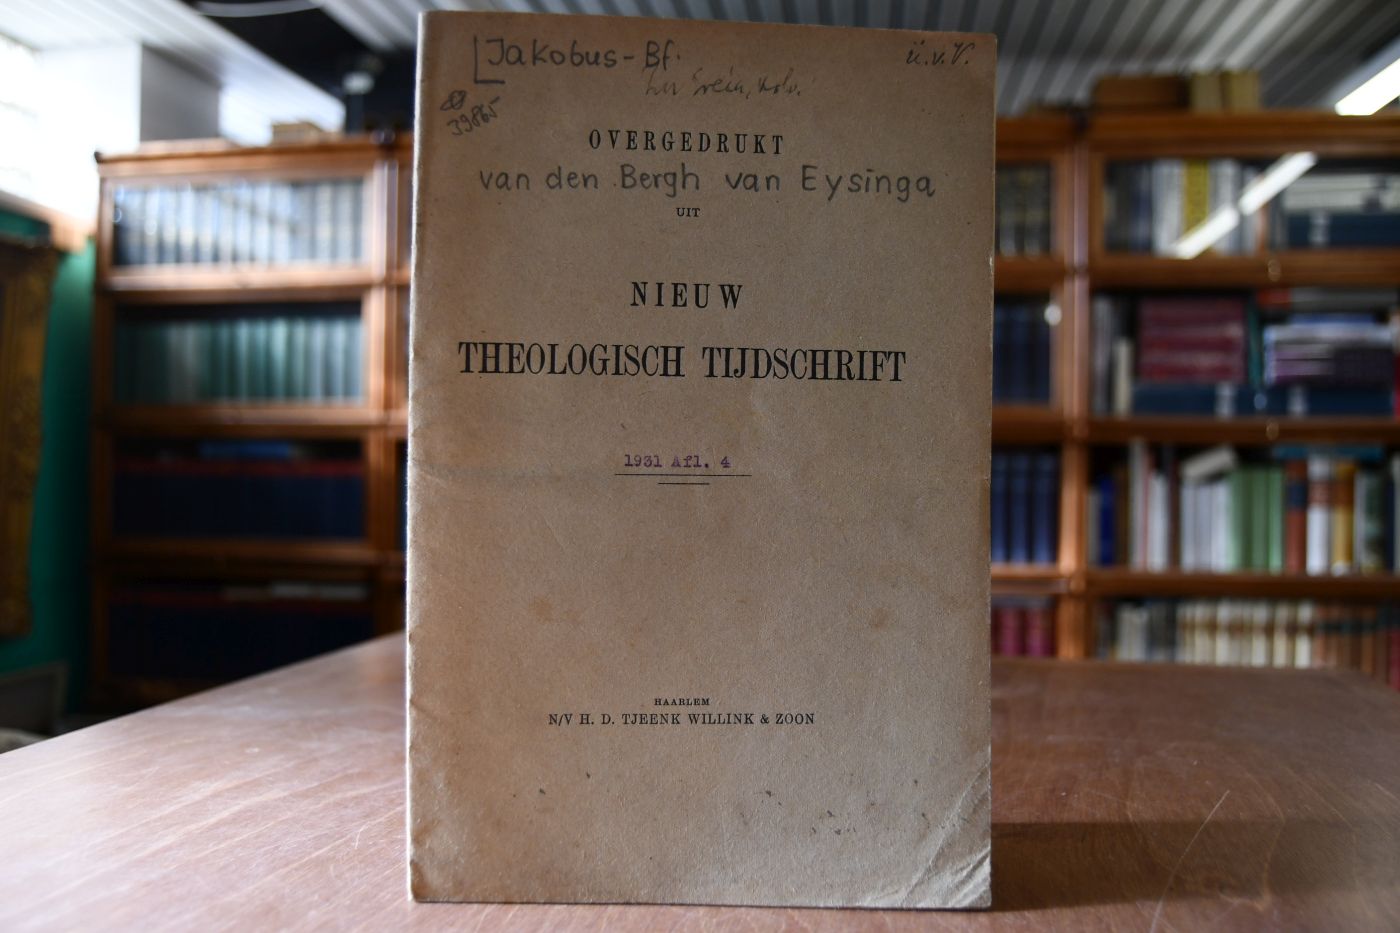 Jakobus-Bf.
ü.v.V.
39865
OVERGEDRUKT
van den Bergh van Eysinga
UIT
NIEUW
THEOLOGISCH TIJDSCHRIFT
1931 Afl. 4
HAARLEM
N/V H. D. TJEENK WILLINK & ZOON